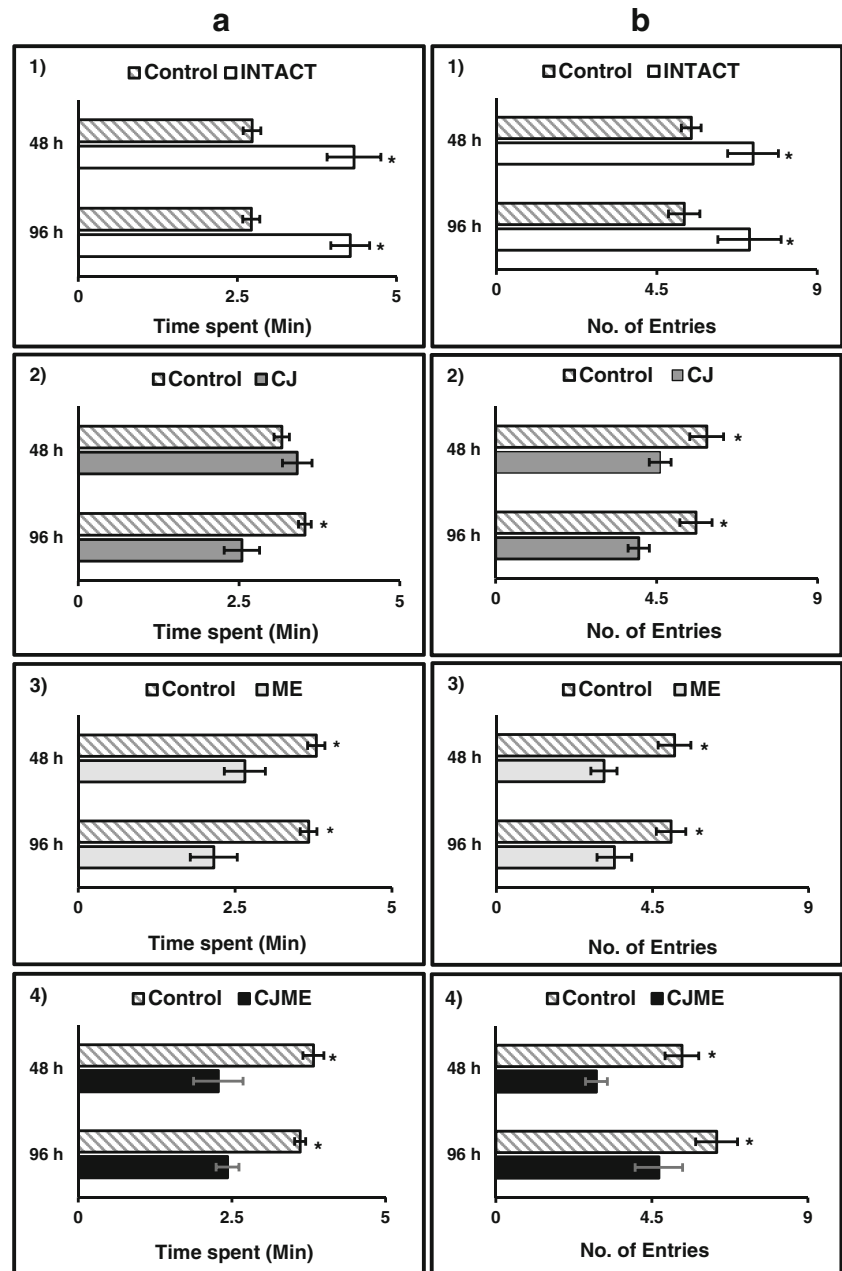 a
b
1)
Control INTACT
48 h
*
96 h
*
0 2.5 5
Time spent (Min)
1)
Control INTACT
48 h
*
96 h
*
0 4.5 9
No. of Entries
2)
Control CJ
48 h
96 h
*
0 2.5 5
Time spent (Min)
2)
Control CJ
48 h
*
96 h
*
0 4.5 9
No. of Entries
3)
Control ME
48 h
*
96 h
*
0 2.5 5
Time spent (Min)
3)
Control ME
48 h
*
96 h
*
0 4.5 9
No. of Entries
4)
Control CJME
48 h
*
96 h
*
0 2.5 5
Time spent (Min)
4)
Control CJME
48 h
*
96 h
*
0 4.5 9
No. of Entries